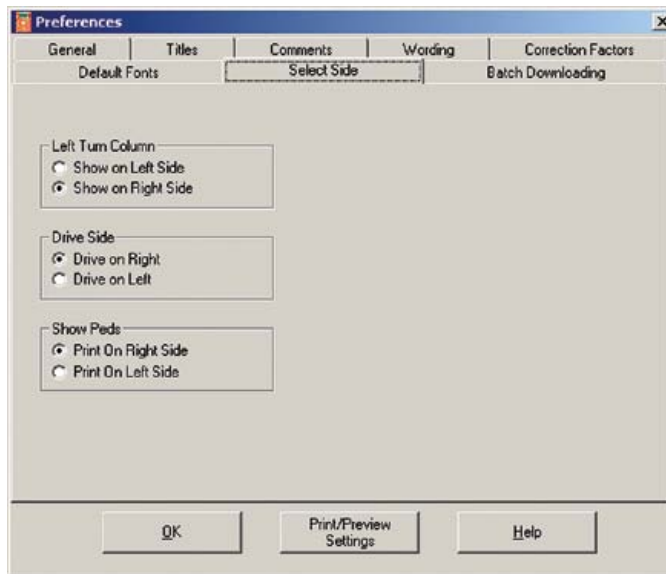 Preferences
General Titles Comments Wording Correction Factors
Default Fonts Select Side Batch Downloading
Left Turn Column
Show on Left Side
Show on Right Side
Drive Side
Drive on Right
Drive on Left
Show Peds
Print On Right Side
Print On Left Side
OK
Print/Preview
Settings
Help